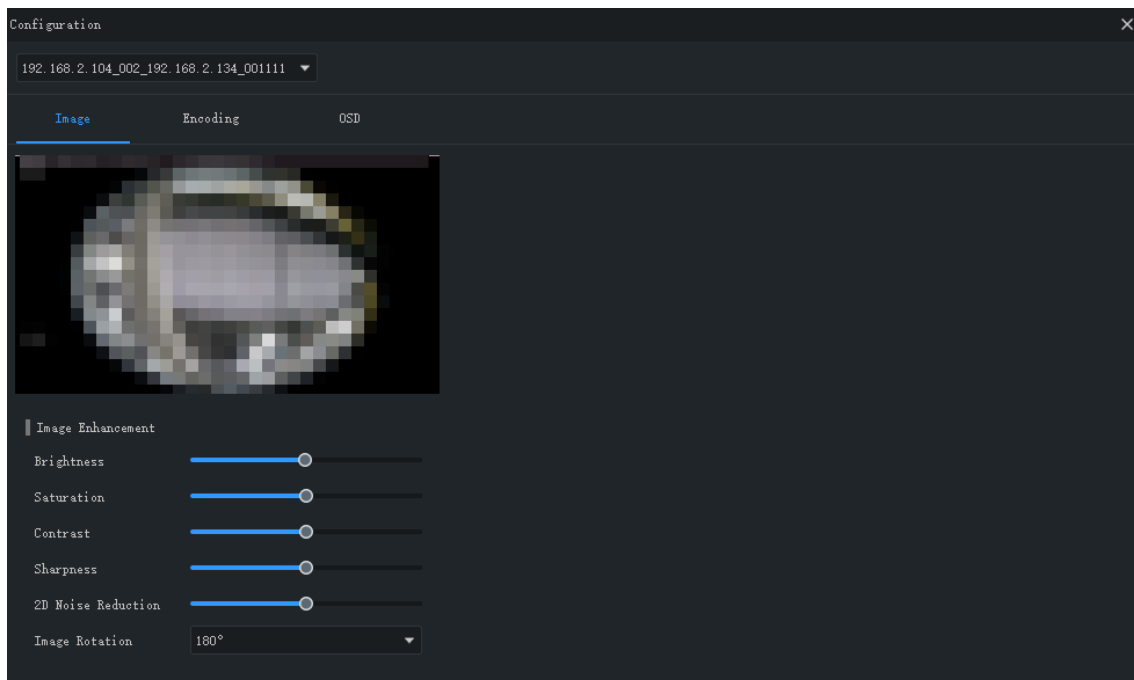 Configuration
192.168.2.104_002_192.168.2.134_001111
Image Encoding OSD
Image Enhancement
Brightness
Saturation
Contrast
Sharpness
2D Noise Reduction
Image Rotation 180°